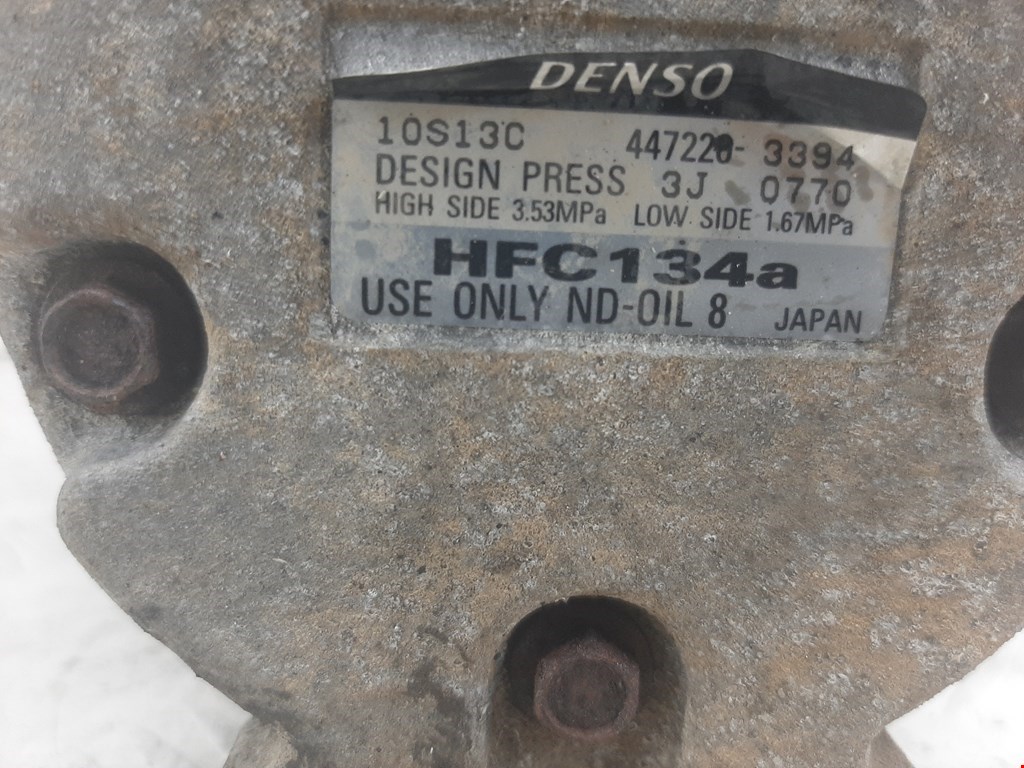 DENSO
10S13C 447220-3394
DESIGN PRESS 3J 0770
HIGH SIDE 3.53MPa LOW SIDE 1.67MPa
HFC134a
USE ONLY ND-OIL 8 JAPAN